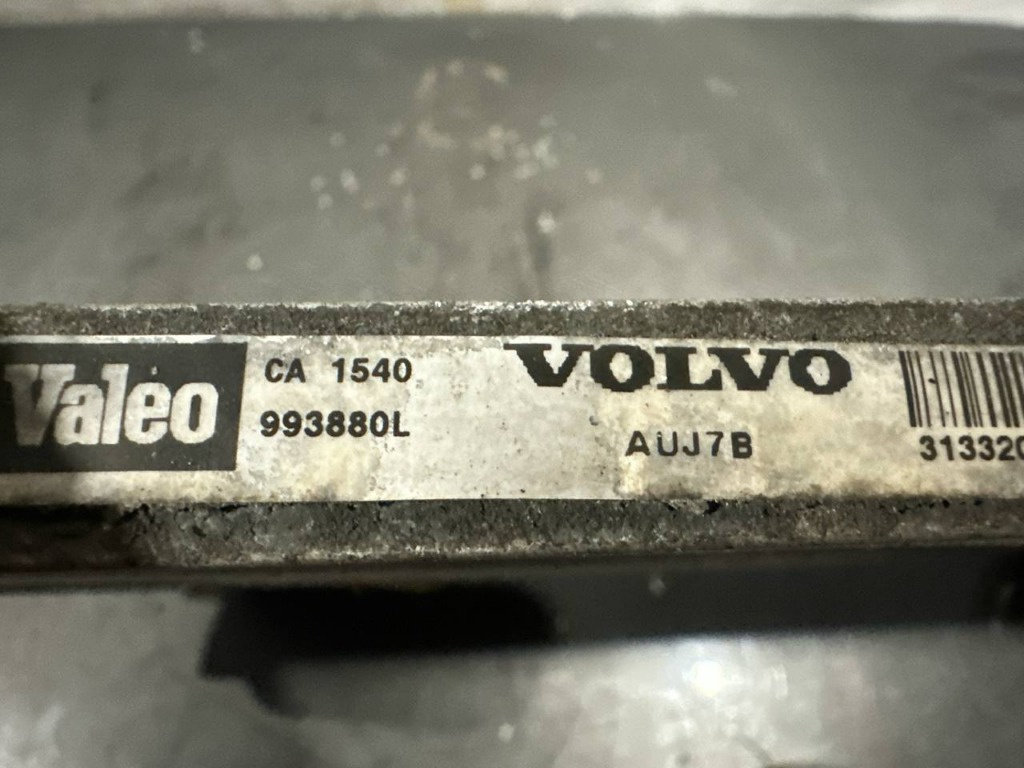 Valeo
CA 1540
993880L
VOLVO
AUJ7B
313320